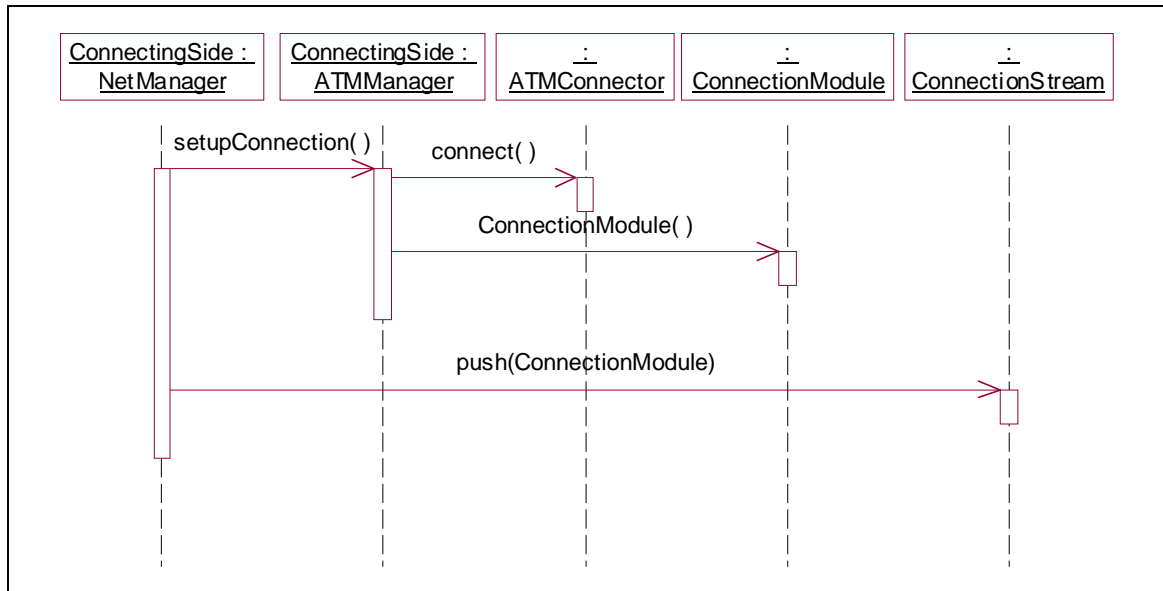 ConnectingSide :
NetManager
ConnectingSide :
ATMManager
:
ATMConnector
:
ConnectionModule
:
ConnectionStream
setupConnection( )
connect( )
ConnectionModule( )
push(ConnectionModule)